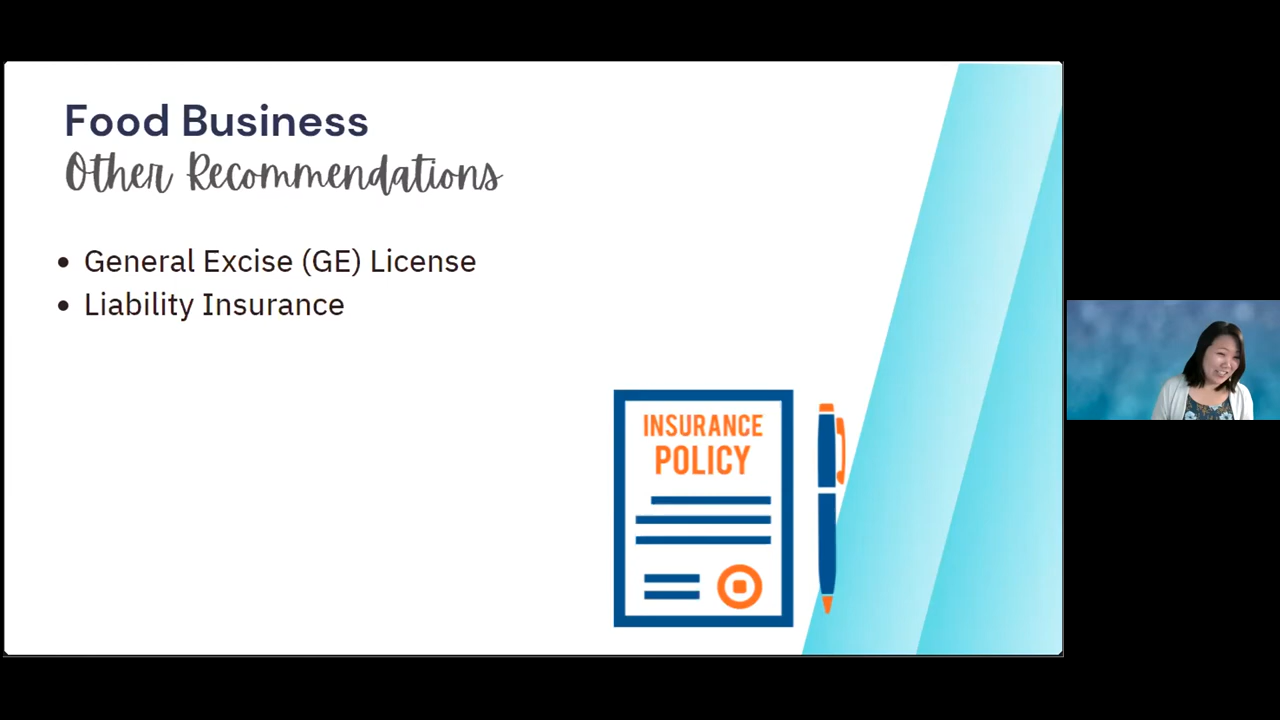 Food Business
Other Recommendations
• General Excise (GE) License
• Liability Insurance
INSURANCE
POLICY